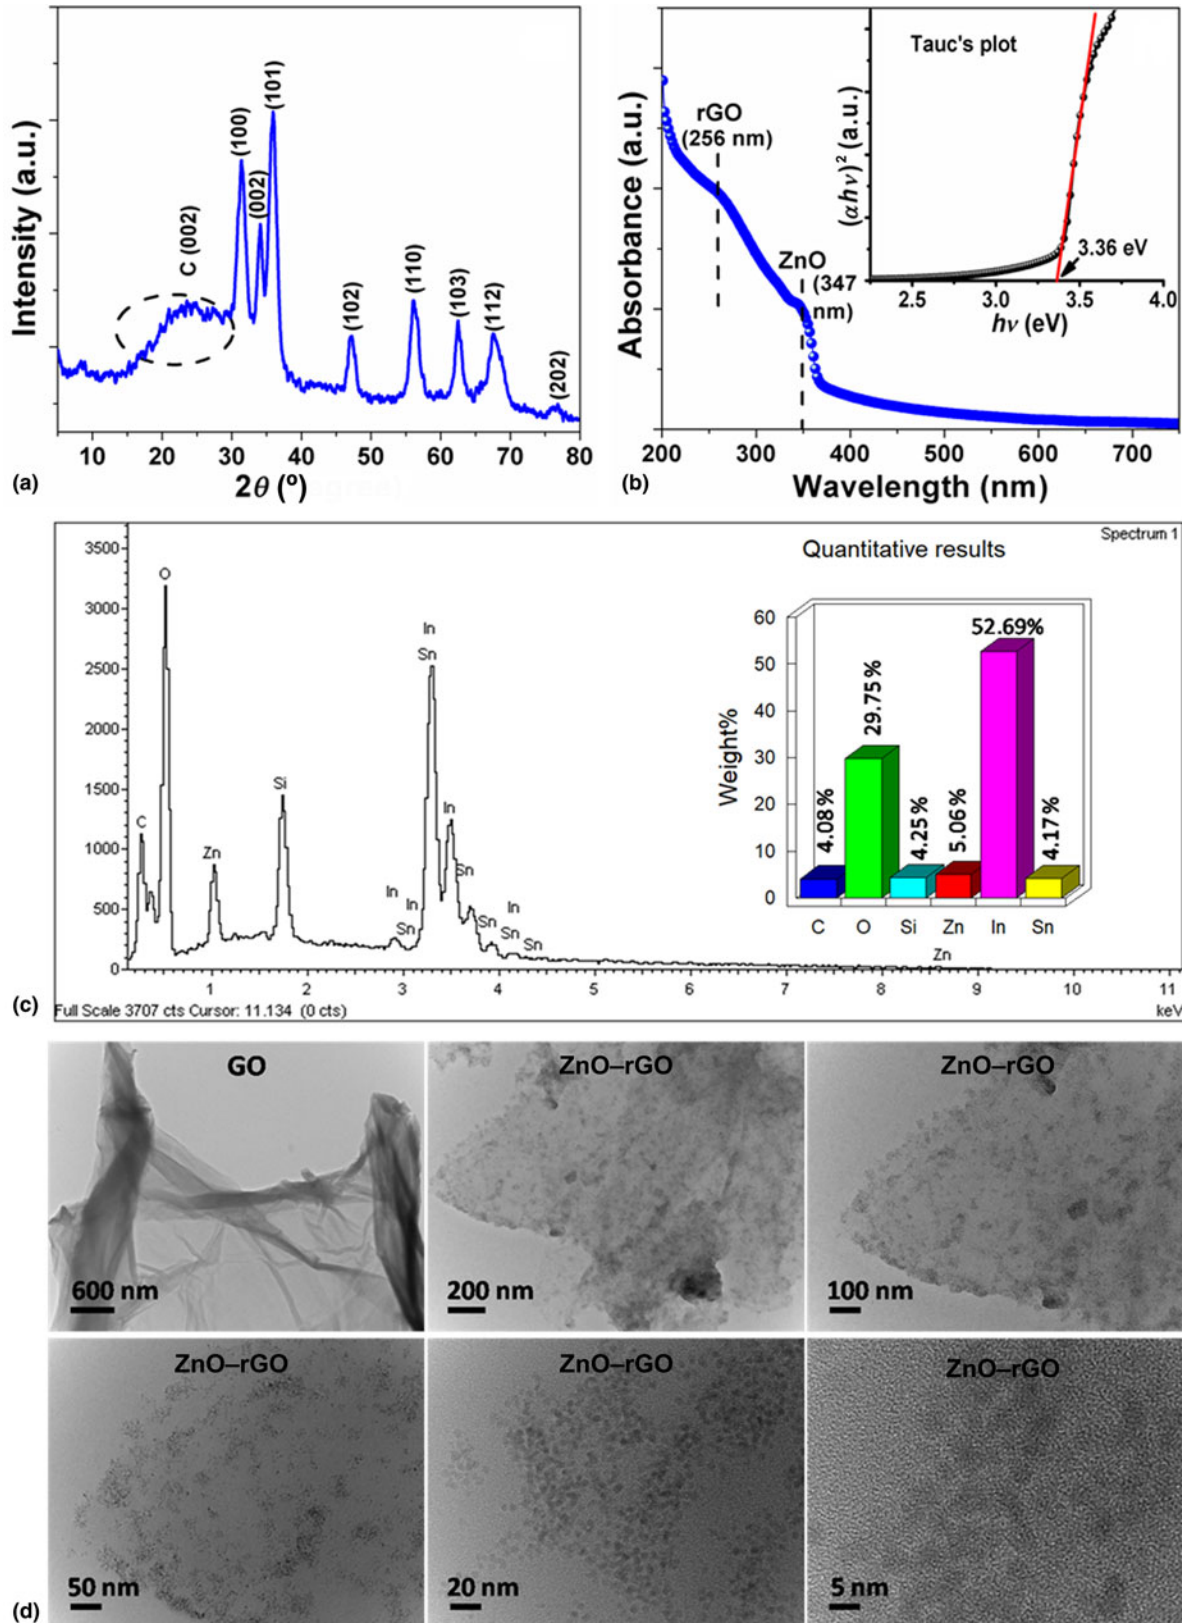 (a)
Intensity (a.u.)
C (002)
(100)
(002)
(101)
(102)
(110)
(103)
(112)
(202)
10 20 30 40 50 60 70 80
2θ (º)
(b)
Absorbance (a.u.)
rGO
(256 nm)
ZnO
(347
nm)
200 300 400 500 600 700
Wavelength (nm)
Tauc's plot
(αhν)² (a.u.)
3.36 eV
2.5 3.0 3.5 4.0
hν (eV)
(c)
Spectrum 1
3500
3000
2500
2000
1500
1000
500
0
C
O
Zn
Si
In
Sn
In
Sn
In
In
Sn
In
Sn
Sn
Sn
Zn
1 2 3 4 5 6 7 8 9 10 11
Full Scale 3707 cts Cursor: 11.134 (0 cts)
keV
Quantitative results
Weight%
60
50
40
30
20
10
0
4.08%
29.75%
4.25%
5.06%
52.69%
4.17%
C O Si Zn In Sn
(d)
GO
600 nm
ZnO–rGO
200 nm
ZnO–rGO
100 nm
ZnO–rGO
50 nm
ZnO–rGO
20 nm
ZnO–rGO
5 nm